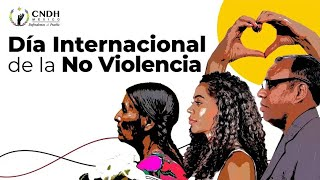 CNDH
MÉXICO
Día Internacional
de la No Violencia